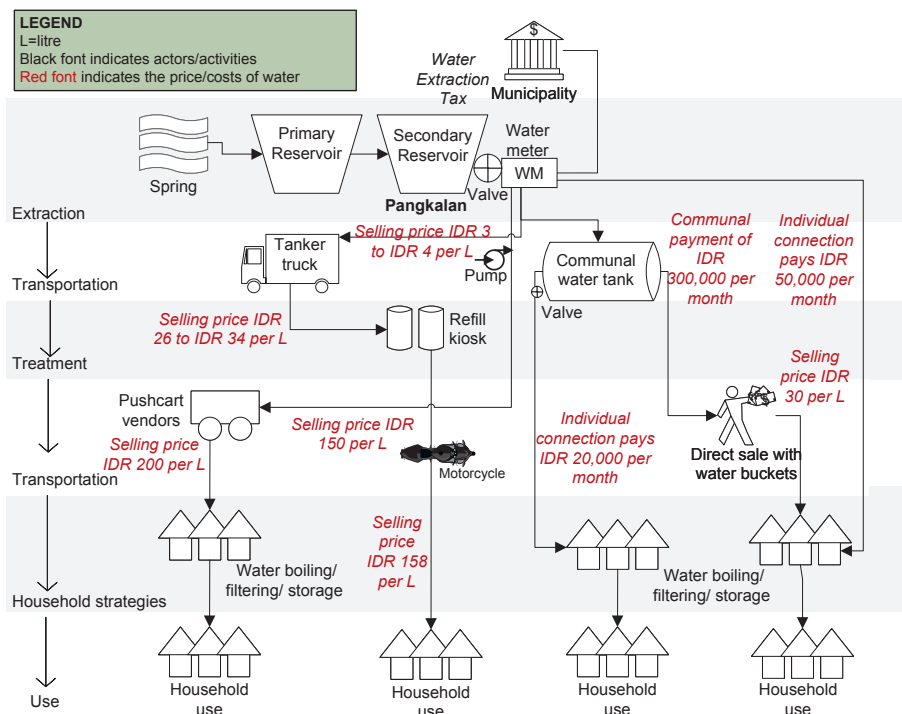 LEGEND
L=litre
Black font indicates actors/activities
Red font indicates the price/costs of water
$
Water
Extraction
Tax
Municipality
Primary
Reservoir
Secondary
Reservoir
Water
meter
WM
Spring
Valve
Pangkalan
Extraction
Tanker
truck
Selling price IDR 3
to IDR 4 per L
Pump
Communal
water tank
Valve
Communal
payment of
IDR
300,000 per
month
Individual
connection
pays IDR
50,000 per
month
Transportation
Selling price IDR
26 to IDR 34 per L
Refill
kiosk
Treatment
Selling
price IDR
30 per L
Pushcart
vendors
Selling price
IDR 200 per L
Selling price IDR
150 per L
Motorcycle
Individual
connection pays
IDR 20,000 per
month
Direct sale with
water buckets
Transportation
Selling
price
IDR 158
per L
Water boiling/
filtering/ storage
Water boiling/
filtering/ storage
Household strategies
Use
Household
use
Household
use
Household
use
Household
use